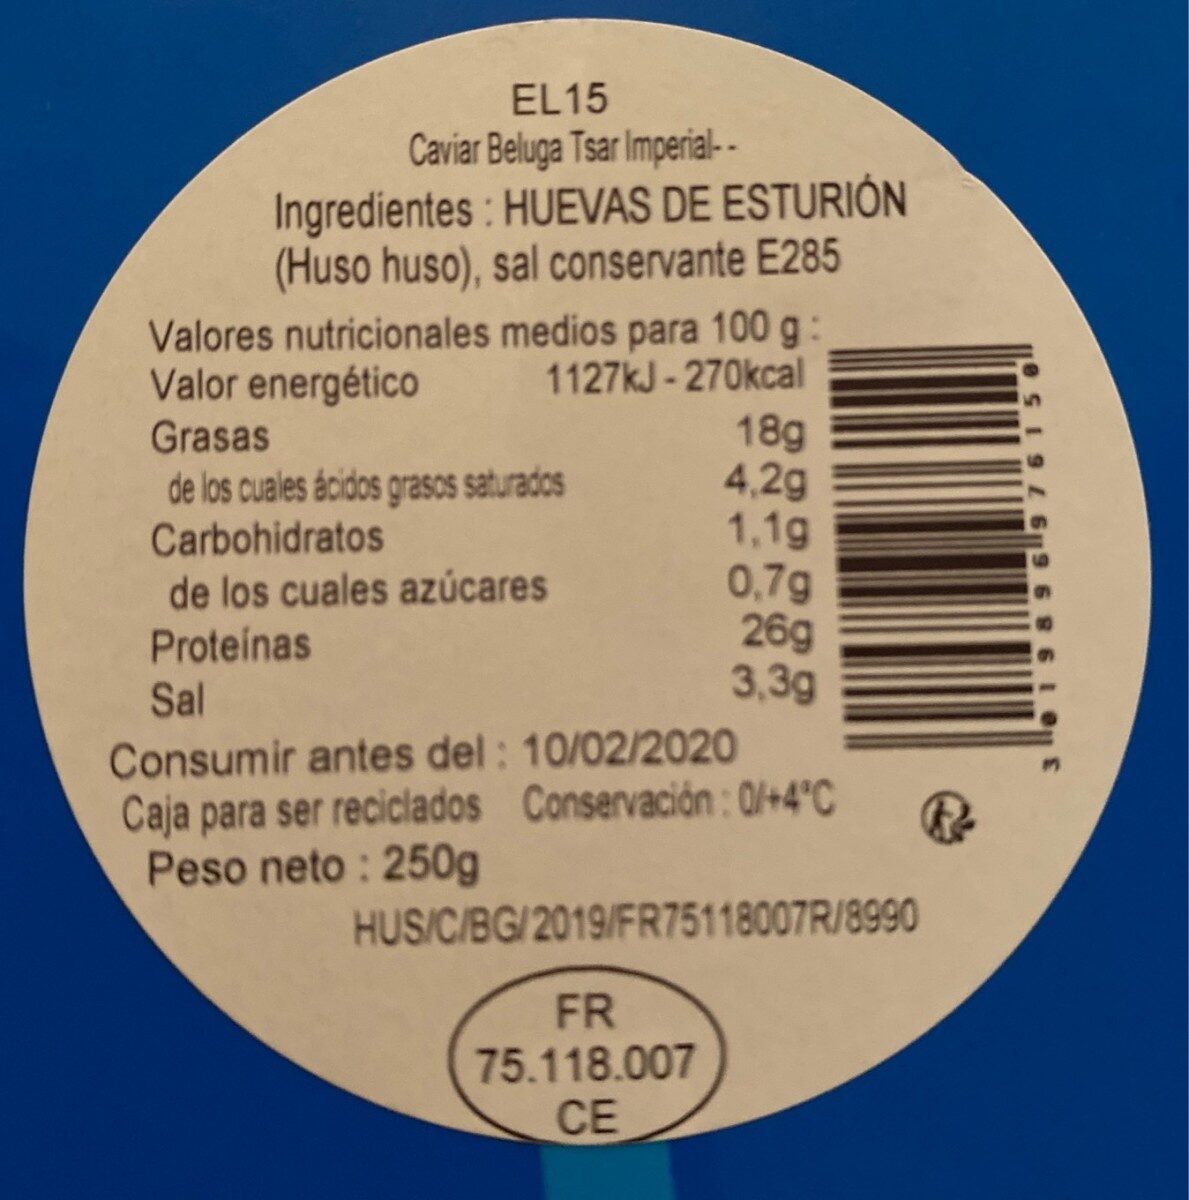 EL15
Caviar Beluga Tsar Imperial- -
Ingredientes : HUEVAS DE ESTURIÓN
(Huso huso), sal conservante E285
Valores nutricionales medios para 100 g :
Valor energético 1127kJ - 270kcal
Grasas 18g
de los cuales ácidos grasos saturados 4,2g
Carbohidratos 1,1g
de los cuales azúcares 0,7g
Proteínas 26g
Sal 3,3g
3019896976150
Consumir antes del : 10/02/2020
Caja para ser reciclados Conservación : 0/+4°C
Peso neto : 250g
HUS/C/BG/2019/FR75118007R/8990
FR
75.118.007
CE